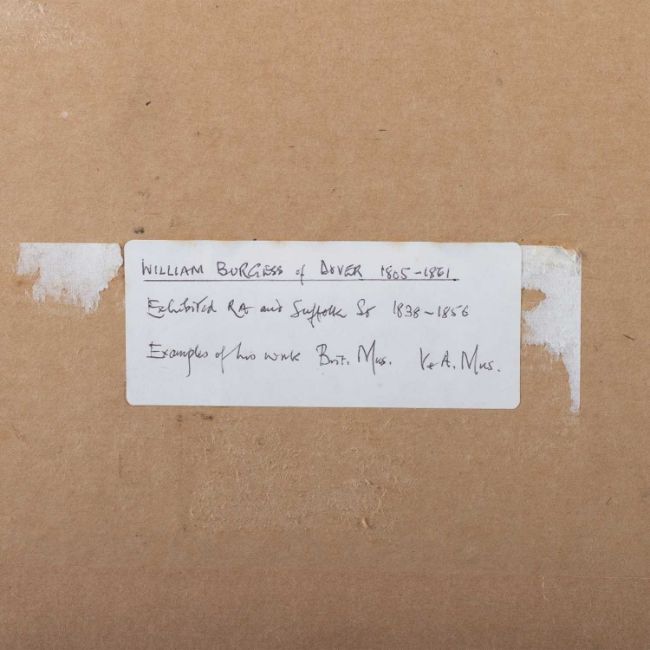 WILLIAM BURGESS of DOVER 1805-1861.
Exhibited RA and Suffolk St 1838-1856
Examples of his work Brit. Mus. V & A. Mus.